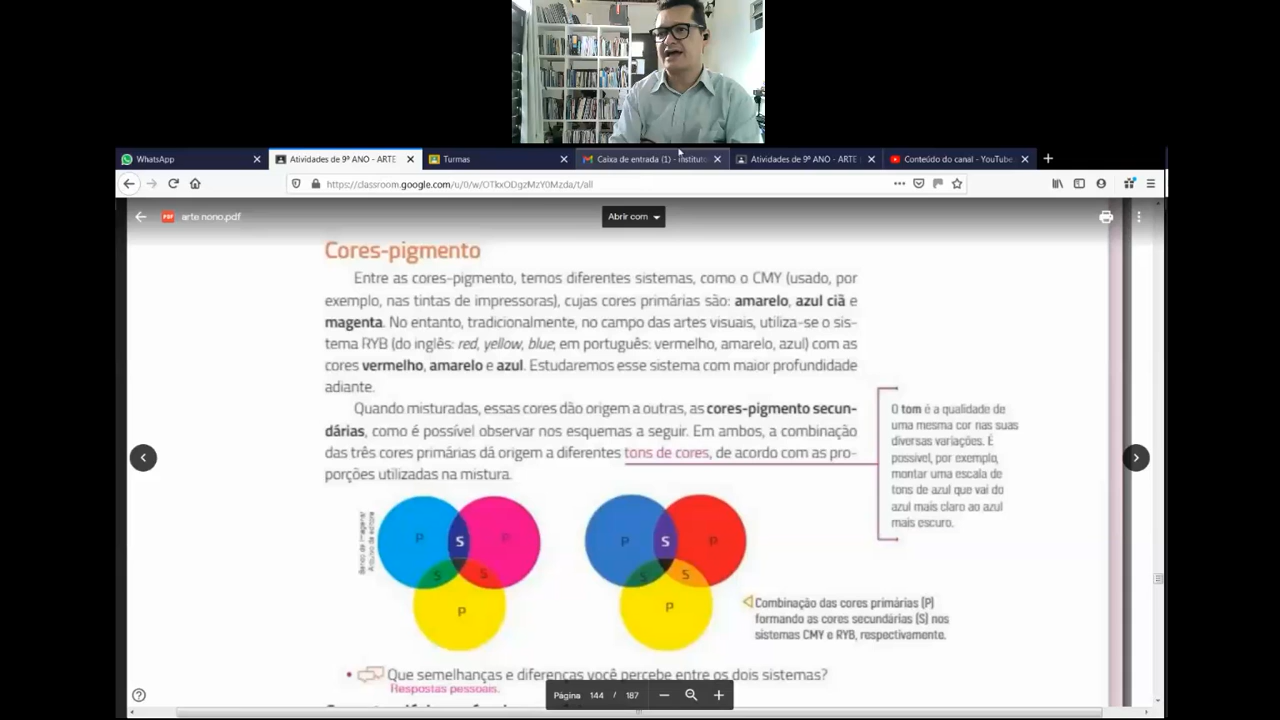 WhatsApp
Atividades de 9º ANO - ARTE
Turmas
Caixa de entrada (1) - Instituto
Atividades de 9º ANO - ARTE
Conteúdo do canal - YouTube
https://classroom.google.com/u/0/w/OTkxODgzMzY0Mzda/t/all
PDF arte nono.pdf
Abrir com
Cores-pigmento
Entre as cores-pigmento, temos diferentes sistemas, como o CMY (usado, por
exemplo, nas tintas de impressoras), cujas cores primárias são: amarelo, azul ciã e
magenta. No entanto, tradicionalmente, no campo das artes visuais, utiliza-se o sis-
tema RYB (do inglês: red, yellow, blue; em português: vermelho, amarelo, azul) com as
cores vermelho, amarelo e azul. Estudaremos esse sistema com maior profundidade
adiante.
Quando misturadas, essas cores dão origem a outras, as cores-pigmento secun-
dárias, como é possível observar nos esquemas a seguir. Em ambos, a combinação
das três cores primárias dá origem a diferentes tons de cores, de acordo com as pro-
porções utilizadas na mistura.
O tom é a qualidade de
uma mesma cor nas suas
diversas variações. É
possível, por exemplo,
montar uma escala de
tons de azul que vai do
azul mais claro ao azul
mais escuro.
Banco de imagens/
Arquivo da editora
P S P
S S
P
P S P
S S
P
Combinação das cores primárias (P)
formando as cores secundárias (S) nos
sistemas CMY e RYB, respectivamente.
• Que semelhanças e diferenças você percebe entre os dois sistemas?
Respostas pessoais.
Página 144 / 187